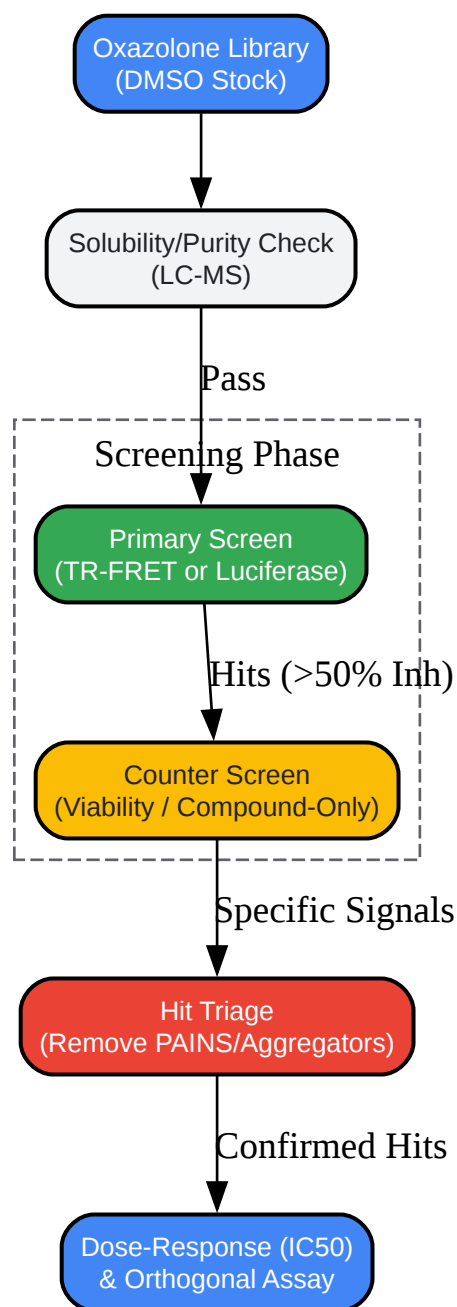 Oxazolone Library
(DMSO Stock)
Solubility/Purity Check
(LC-MS)
Pass
Screening Phase
Primary Screen
(TR-FRET or Luciferase)
Hits (>50% Inh)
Counter Screen
(Viability / Compound-Only)
Specific Signals
Hit Triage
(Remove PAINS/Aggregators)
Confirmed Hits
Dose-Response (IC50)
& Orthogonal Assay